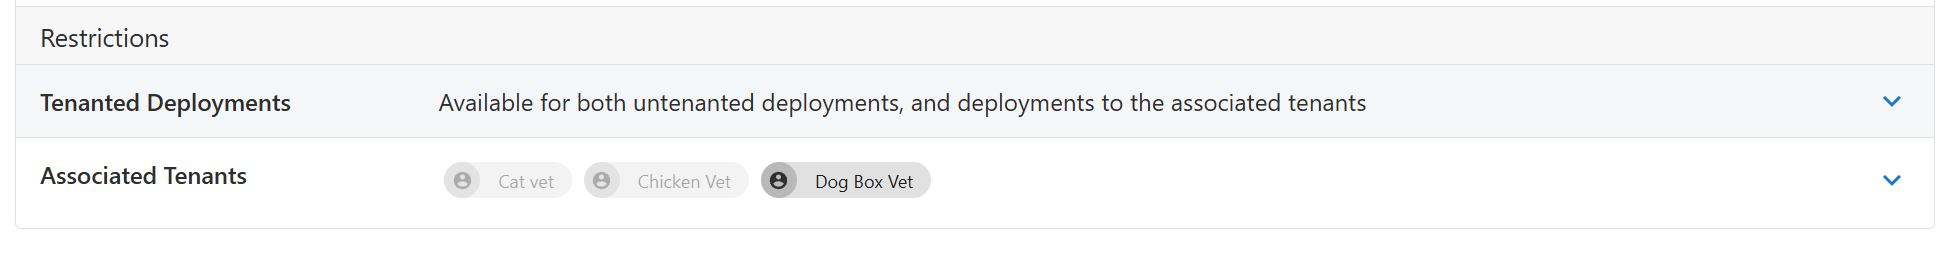 Restrictions
Tenanted Deployments Available for both untenanted deployments, and deployments to the associated tenants
Associated Tenants Cat vet Chicken Vet Dog Box Vet